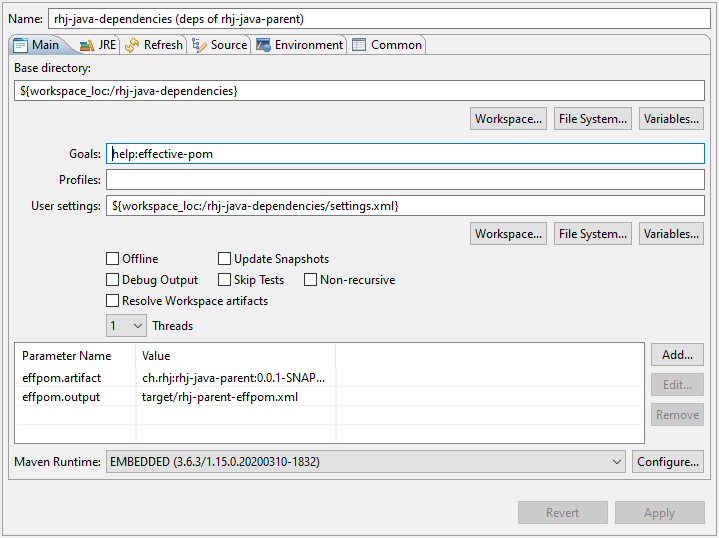 Name: rhj-java-dependencies (deps of rhj-java-parent)
Main JRE Refresh Source Environment Common
Base directory:
${workspace_loc:/rhj-java-dependencies}
Workspace... File System... Variables...
Goals: help:effective-pom
Profiles:
User settings: ${workspace_loc:/rhj-java-dependencies/settings.xml}
Workspace... File System... Variables...
Offline Update Snapshots
Debug Output Skip Tests Non-recursive
Resolve Workspace artifacts
1 Threads
Parameter Name Value Add...
effpom.artifact ch.rhj:rhj-java-parent:0.0.1-SNAP...
Edit...
effpom.output target/rhj-parent-effpom.xml
Remove
Maven Runtime: EMBEDDED (3.6.3/1.15.0.20200310-1832) Configure...
Revert Apply